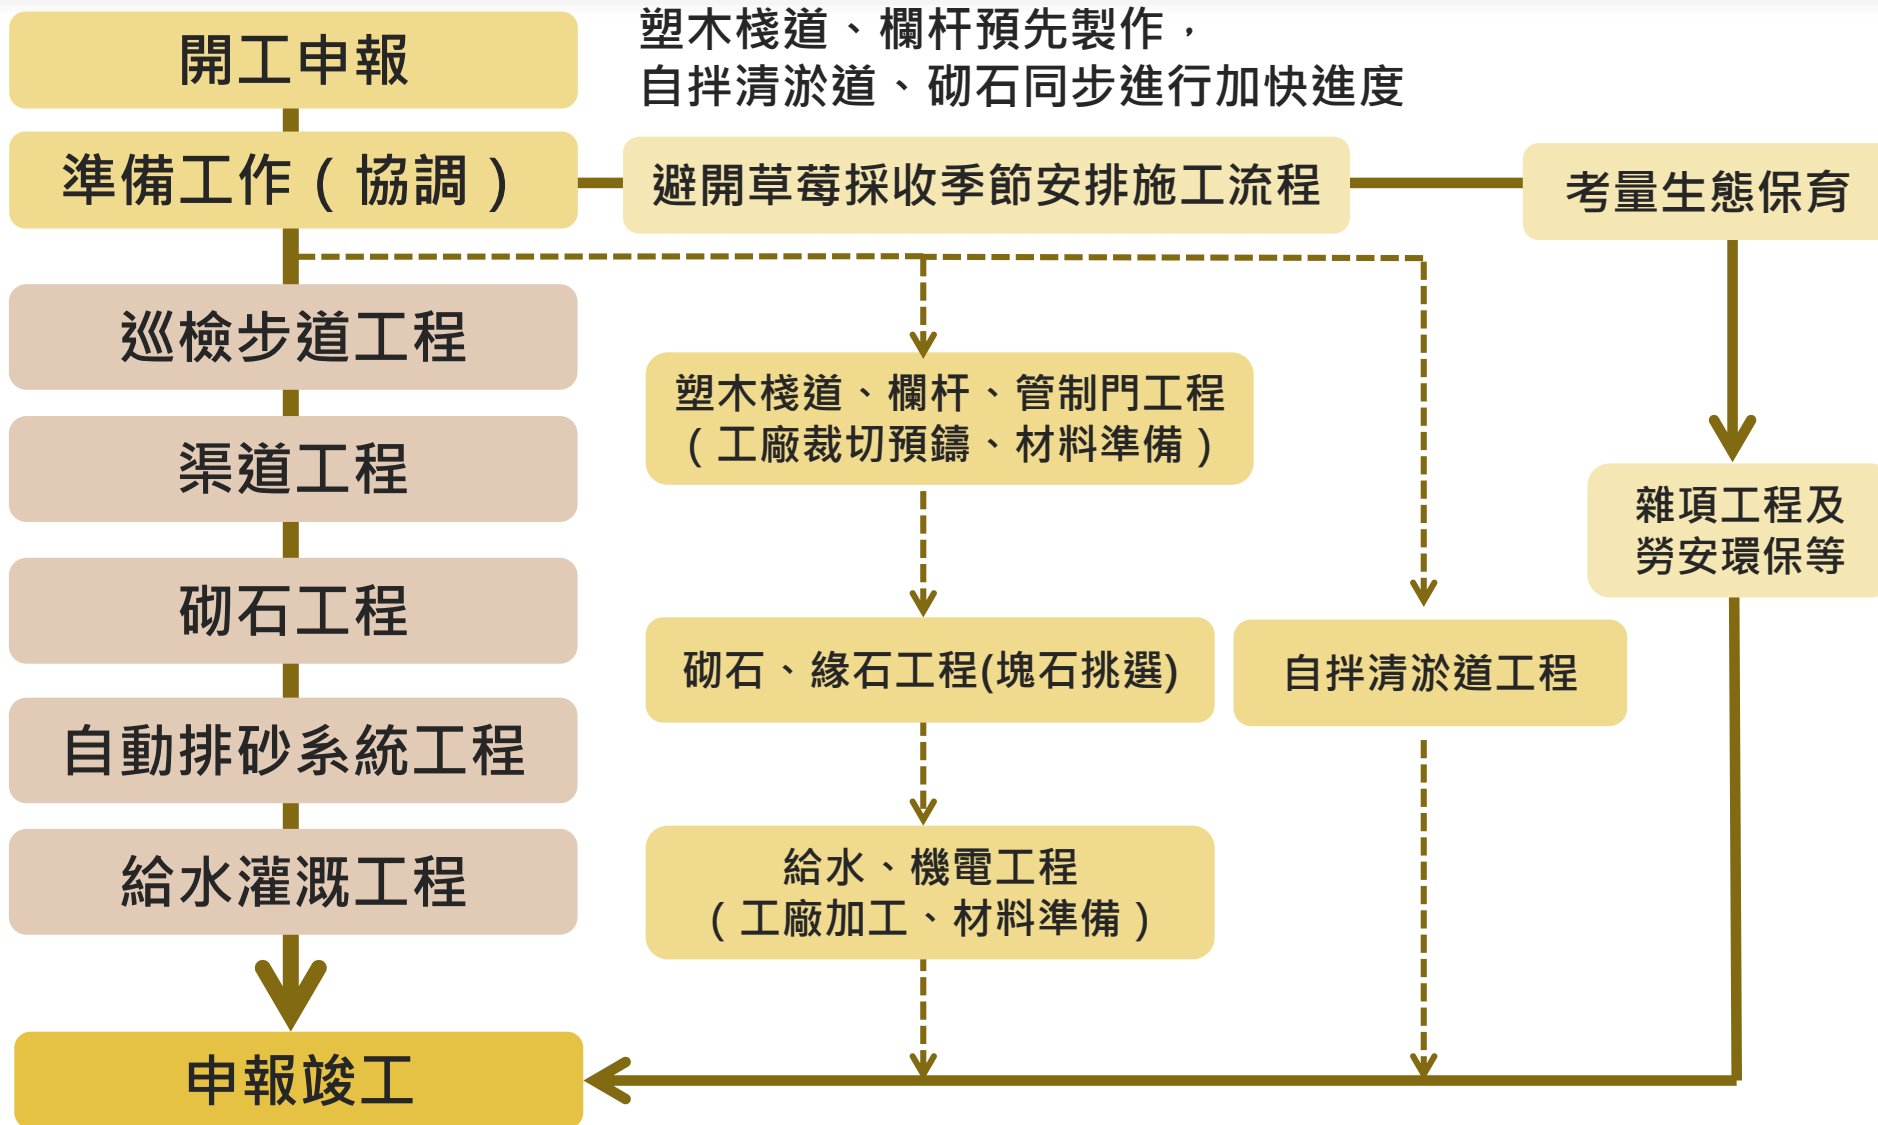 塑木棧道、欄杆預先製作，
自拌清淤道、砌石同步進行加快進度
開工申報
準備工作（協調）
避開草莓採收季節安排施工流程
考量生態保育
巡檢步道工程
渠道工程
砌石工程
自動排砂系統工程
給水灌溉工程
申報竣工
塑木棧道、欄杆、管制門工程
（工廠裁切預鑄、材料準備）
砌石、緣石工程(塊石挑選)
給水、機電工程
（工廠加工、材料準備）
自拌清淤道工程
雜項工程及
勞安環保等